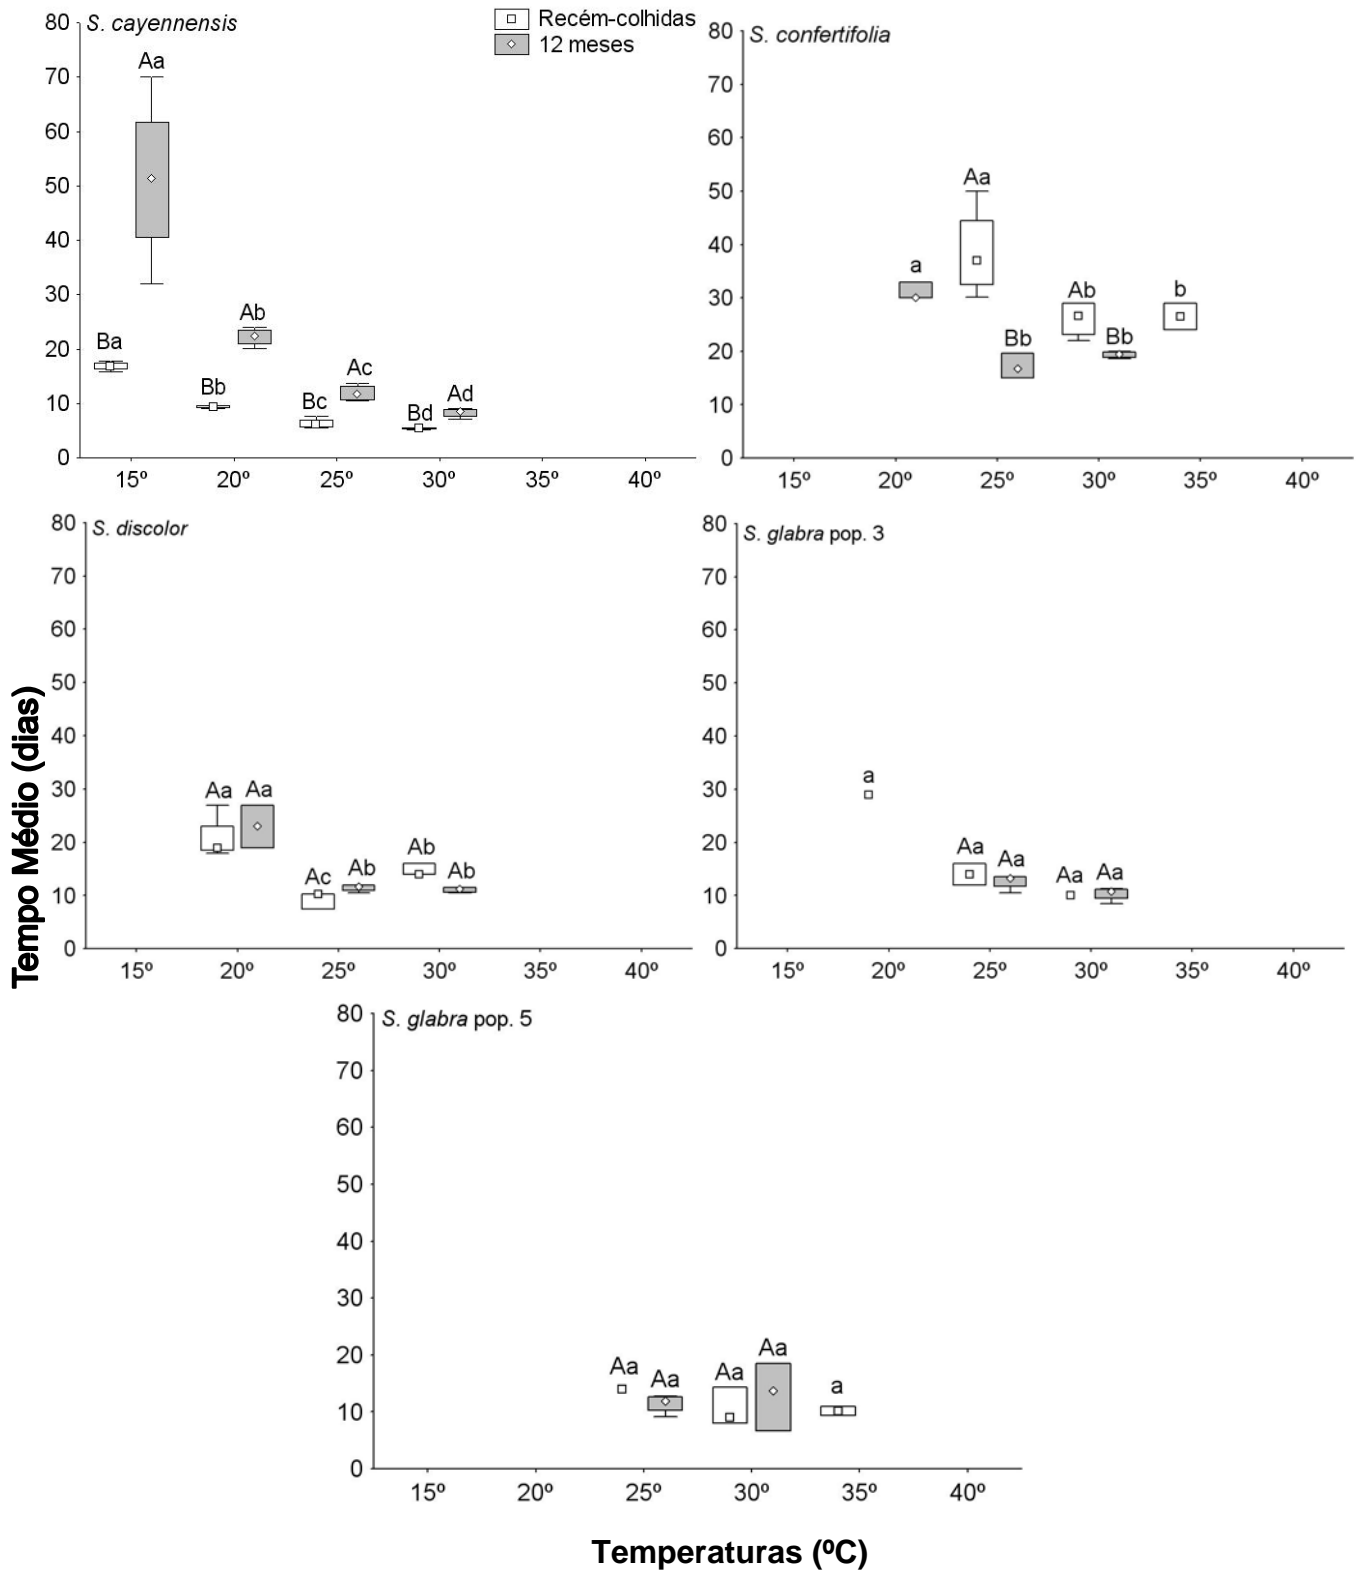 S. cayennensis
Recém-colhidas
12 meses
80
70
60
50
40
30
20
10
0
Aa
Ba
Ab
Bb
Ac
Bc
Ad
Bd
15º 20º 25º 30º 35º 40º
S. confertifolia
80
70
60
50
40
30
20
10
0
Aa
a
Ab
b
Bb
Bb
15º 20º 25º 30º 35º 40º
Tempo Médio (dias)
S. discolor
80
70
60
50
40
30
20
10
0
Aa Aa
Ac Ab
Ab Ab
15º 20º 25º 30º 35º 40º
S. glabra pop. 3
80
70
60
50
40
30
20
10
0
a
Aa Aa
Aa Aa
15º 20º 25º 30º 35º 40º
S. glabra pop. 5
80
70
60
50
40
30
20
10
0
Aa Aa
Aa Aa
a
15º 20º 25º 30º 35º 40º
Temperaturas (ºC)